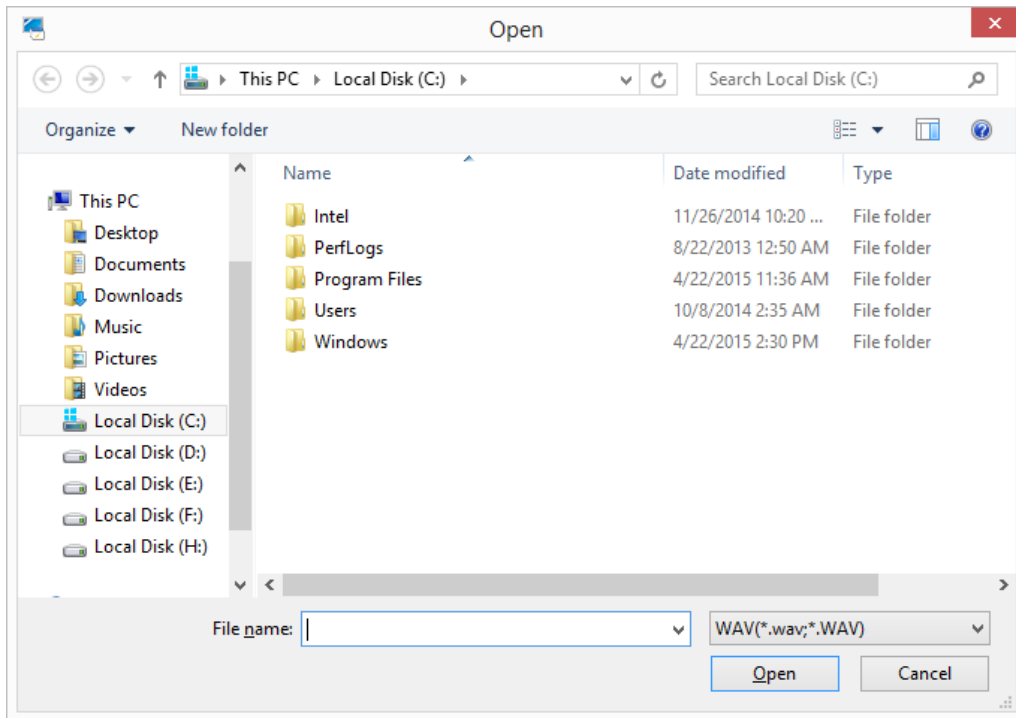 Open
This PC Local Disk (C:) Search Local Disk (C:)
Organize New folder
Name Date modified Type
This PC
Desktop
Documents
Downloads
Music
Pictures
Videos
Local Disk (C:)
Local Disk (D:)
Local Disk (E:)
Local Disk (F:)
Local Disk (H:)
Intel 11/26/2014 10:20 ... File folder
PerfLogs 8/22/2013 12:50 AM File folder
Program Files 4/22/2015 11:36 AM File folder
Users 10/8/2014 2:35 AM File folder
Windows 4/22/2015 2:30 PM File folder
File name: WAV(*.wav;*.WAV)
Open Cancel